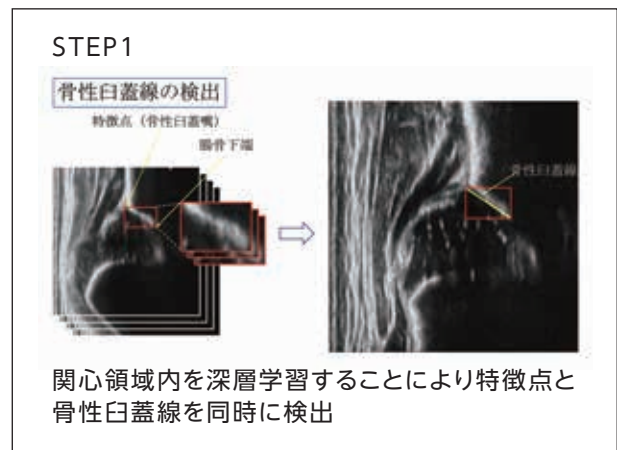 STEP1
骨性臼蓋線の検出
特徴点（骨性臼蓋嘴）
腸骨下端
骨性臼蓋線
関心領域内を深層学習することにより特徴点と
骨性臼蓋線を同時に検出